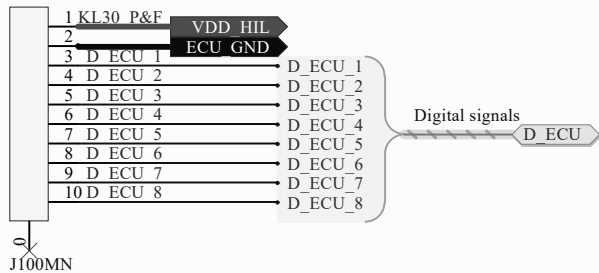 1 KL30_P&F VDD_HIL
2 ECU_GND
3 D_ECU_1 D_ECU_1
4 D_ECU_2 D_ECU_2
5 D_ECU_3 D_ECU_3
6 D_ECU_4 D_ECU_4
7 D_ECU_5 D_ECU_5
8 D_ECU_6 D_ECU_6
9 D_ECU_7 D_ECU_7
10 D_ECU_8 D_ECU_8
Digital signals
D_ECU
0
J100MN